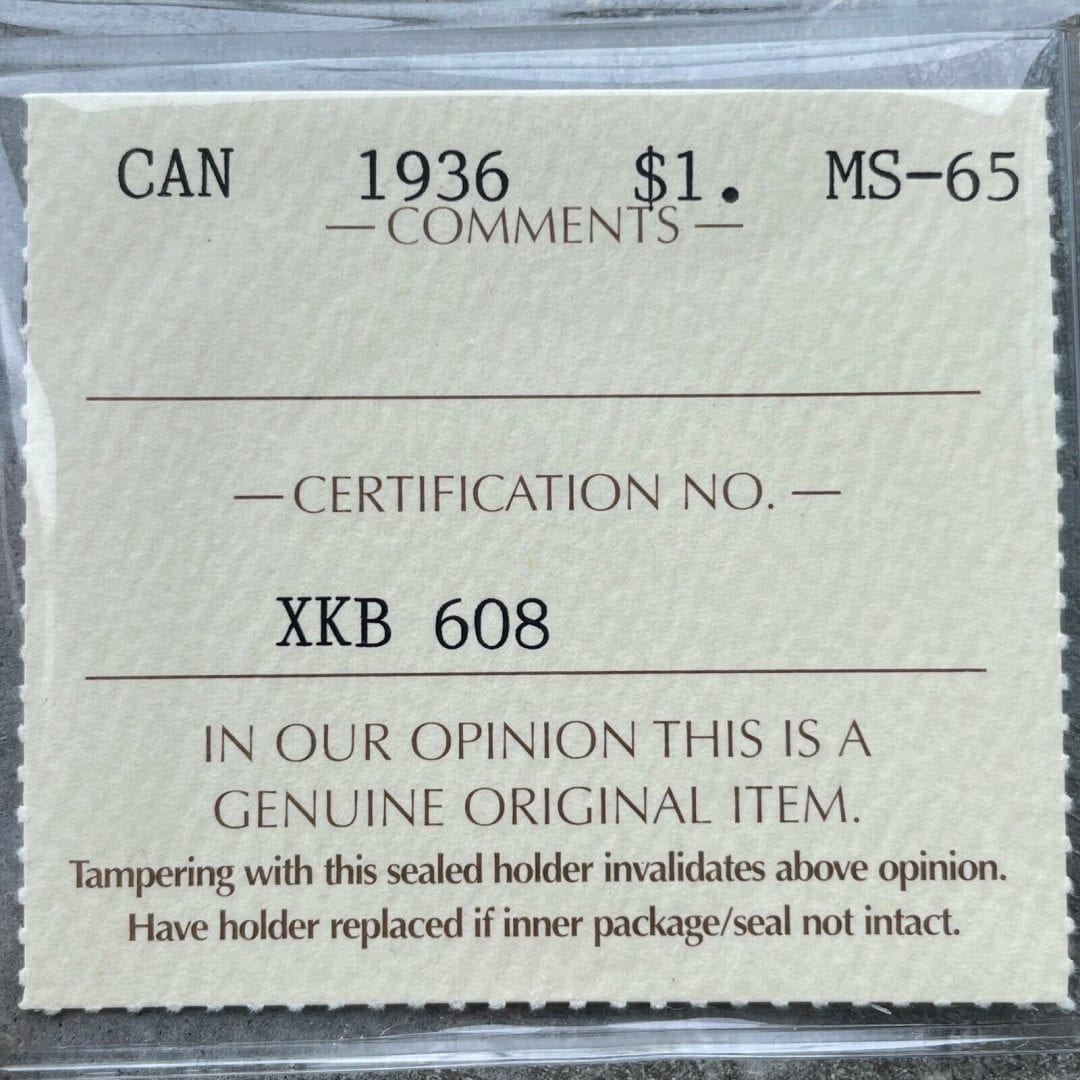 CAN 1936 $1. MS-65
— COMMENTS —
— CERTIFICATION NO. —
XKB 608
IN OUR OPINION THIS IS A
GENUINE ORIGINAL ITEM.
Tampering with this sealed holder invalidates above opinion.
Have holder replaced if inner package/seal not intact.